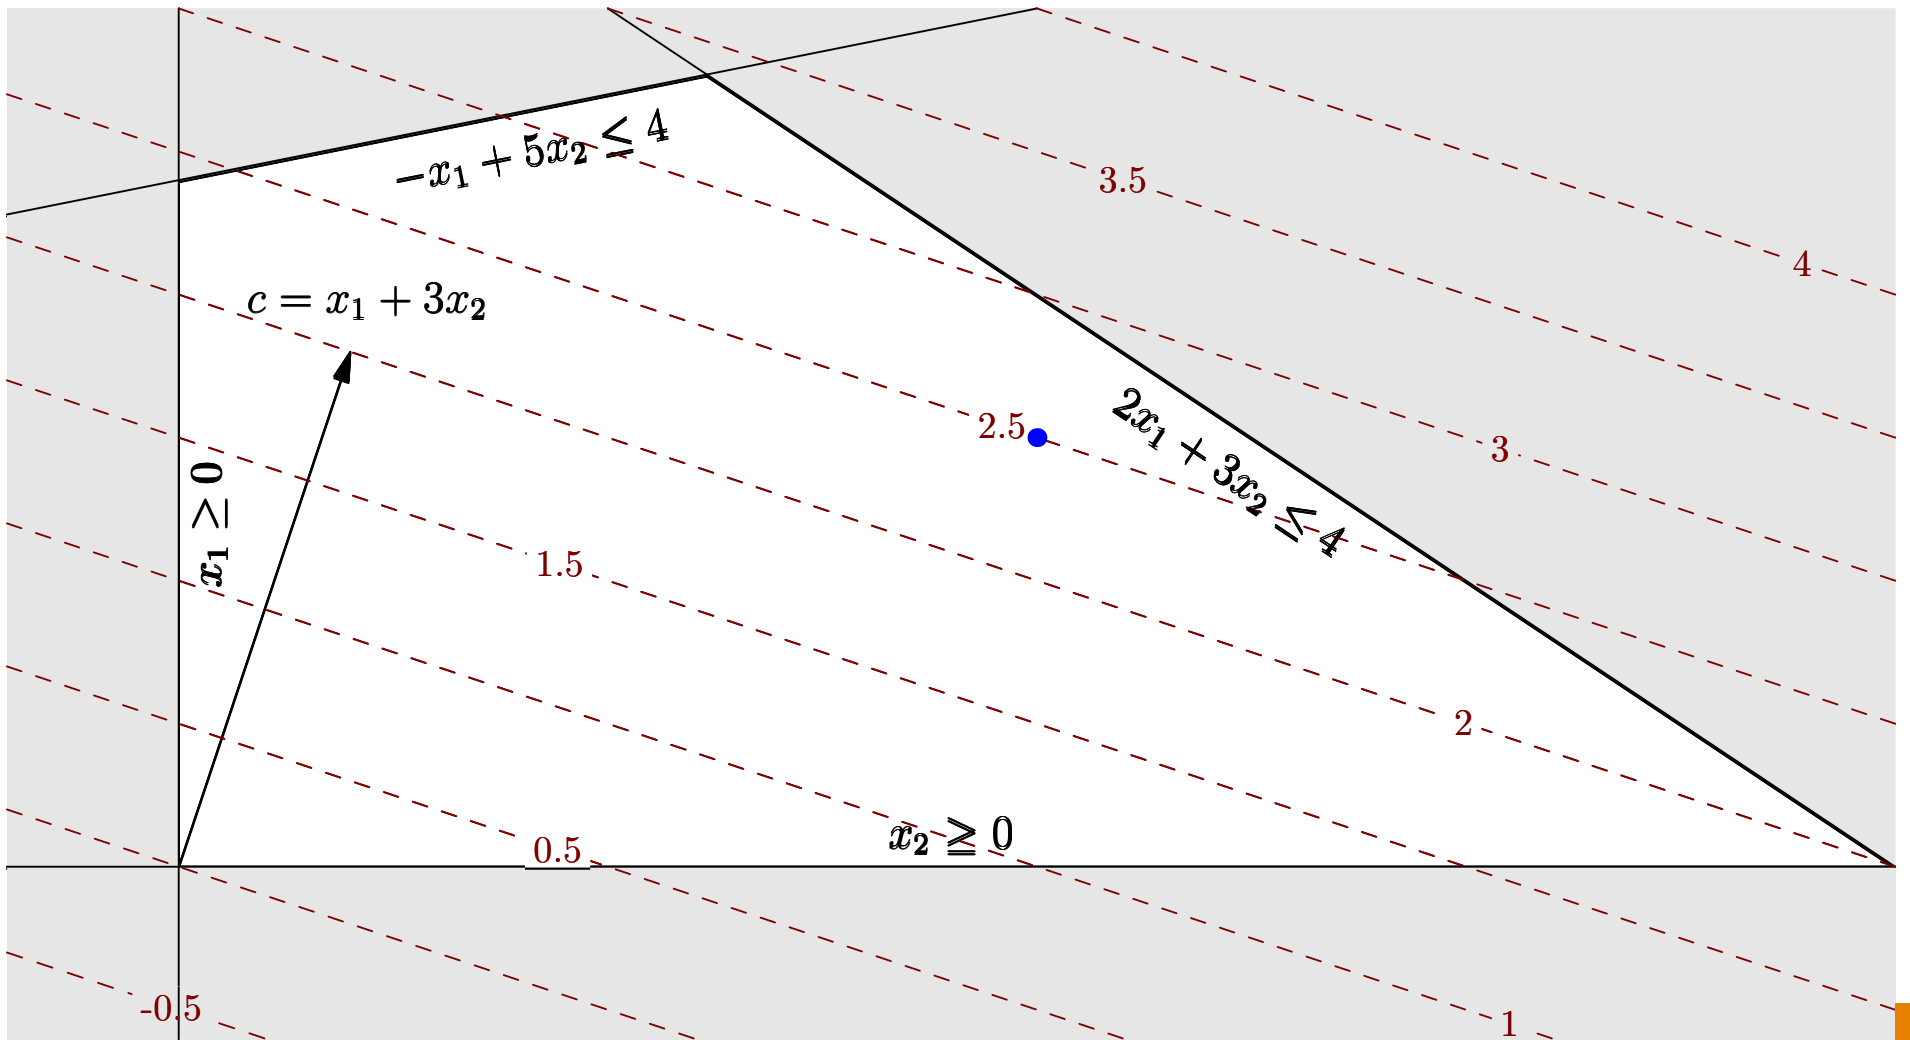 -x₁ + 5x₂ ≤ 4
3.5
4
c = x₁ + 3x₂
2.5
2x₁ + 3x₂ ≤ 4
3
x₁ ≥ 0
1.5
2
x₂ ≥ 0
0.5
-0.5
1